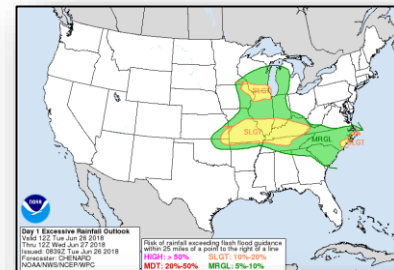 SLGT
SLGT
MRGL
SLGT
noaa
Day 1 Excessive Rainfall Outlook
Valid 12Z Tue Jun 26 2018
Thru 12Z Wed Jun 27 2018
Issued: 0839Z Tue Jun 26 2018
Forecaster: CHENARD
NOAA/NWS/NCEP/WPC
Risk of rainfall exceeding flash flood guidance
within 25 miles of a point to the right of a line
HIGH: > 50%
SLGT: 10%-20%
MDT: 20%-50%
MRGL: 5%-10%